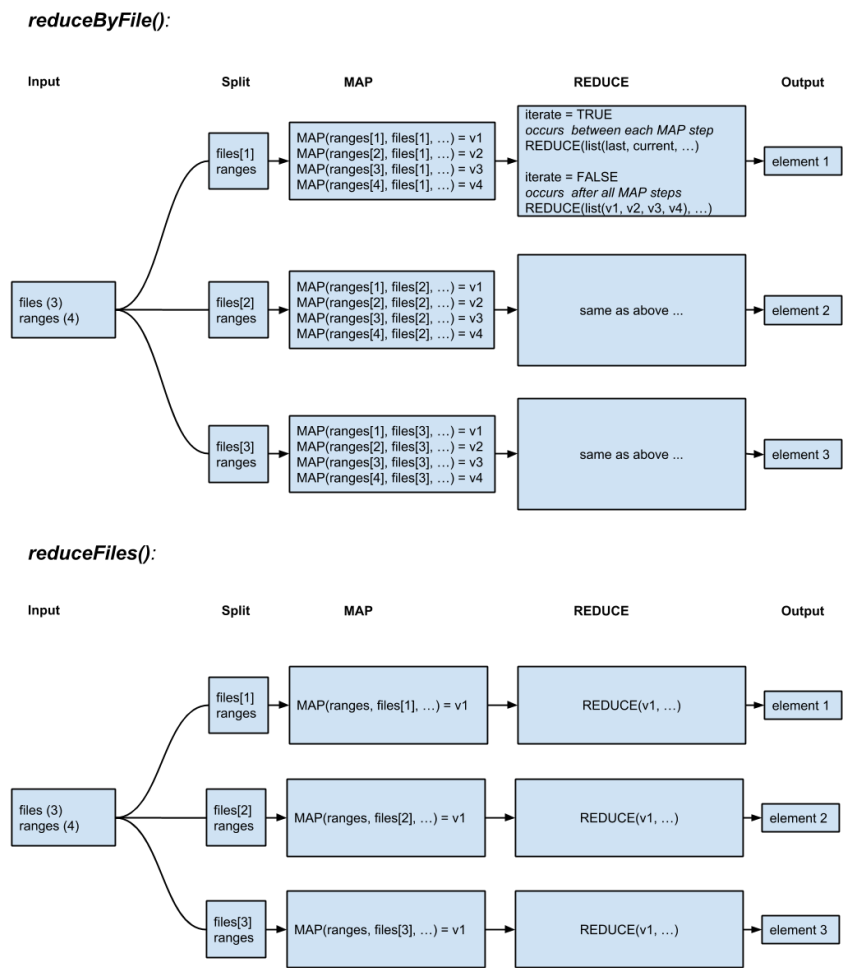 reduceByFile():
Input Split MAP REDUCE Output
files (3)
ranges (4)
files[1]
ranges
MAP(ranges[1], files[1], …) = v1
MAP(ranges[2], files[1], …) = v2
MAP(ranges[3], files[1], …) = v3
MAP(ranges[4], files[1], …) = v4
iterate = TRUE
occurs between each MAP step
REDUCE(list(last, current, …)
iterate = FALSE
occurs after all MAP steps
REDUCE(list(v1, v2, v3, v4), …)
element 1
files[2]
ranges
MAP(ranges[1], files[2], …) = v1
MAP(ranges[2], files[2], …) = v2
MAP(ranges[3], files[2], …) = v3
MAP(ranges[4], files[2], …) = v4
same as above ...
element 2
files[3]
ranges
MAP(ranges[1], files[3], …) = v1
MAP(ranges[2], files[3], …) = v2
MAP(ranges[3], files[3], …) = v3
MAP(ranges[4], files[3], …) = v4
same as above ...
element 3
reduceFiles():
Input Split MAP REDUCE Output
files (3)
ranges (4)
files[1]
ranges
MAP(ranges, files[1], …) = v1
REDUCE(v1, …)
element 1
files[2]
ranges
MAP(ranges, files[2], …) = v1
REDUCE(v1, …)
element 2
files[3]
ranges
MAP(ranges, files[3], …) = v1
REDUCE(v1, …)
element 3